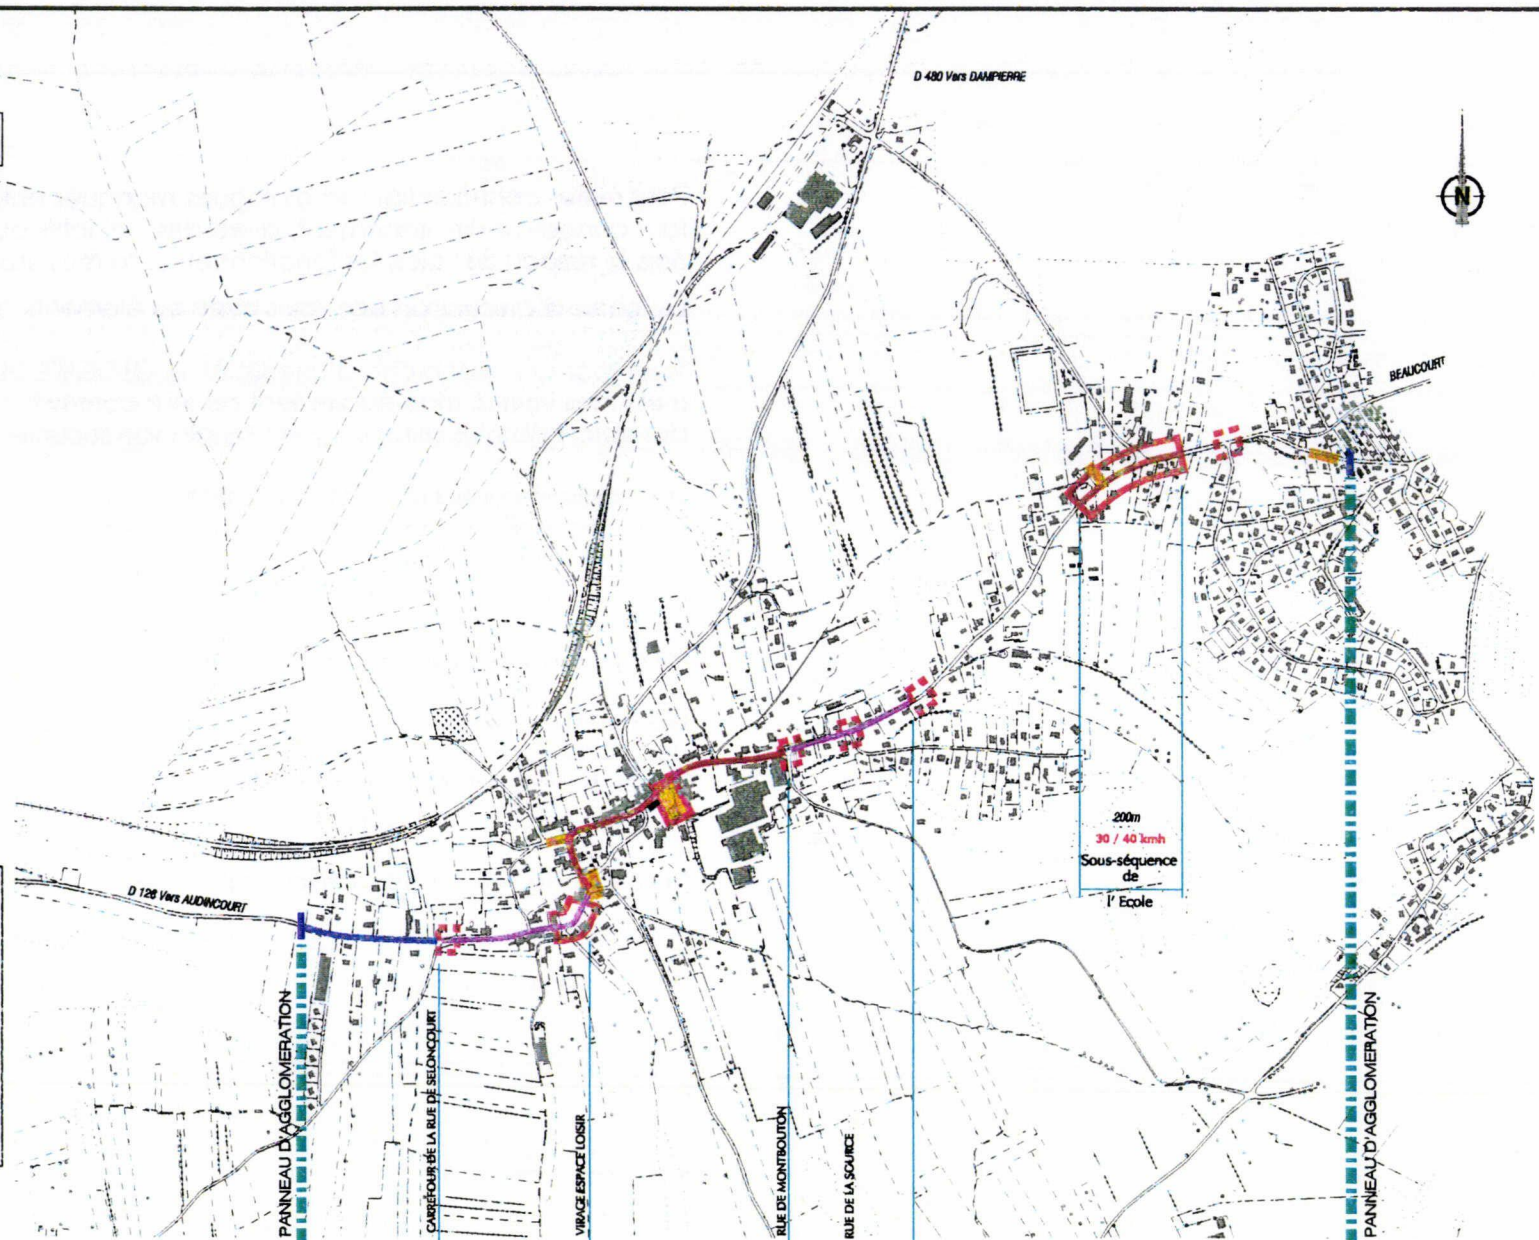 D 480 Vers DAMPIERRE
N
BEAUCOURT
200m
30 / 40 kmh
Sous-séquence
de
l' Ecole
D 126 Vers AUDINCOURT
PANNEAU D'AGGLOMERATION
CARREFOUR DE LA RUE DE SELONCOURT
VIRAGE ESPACE LOISIR
RUE DE MONTBOUTON
RUE DE LA SOURCE
PANNEAU D'AGGLOMERATION